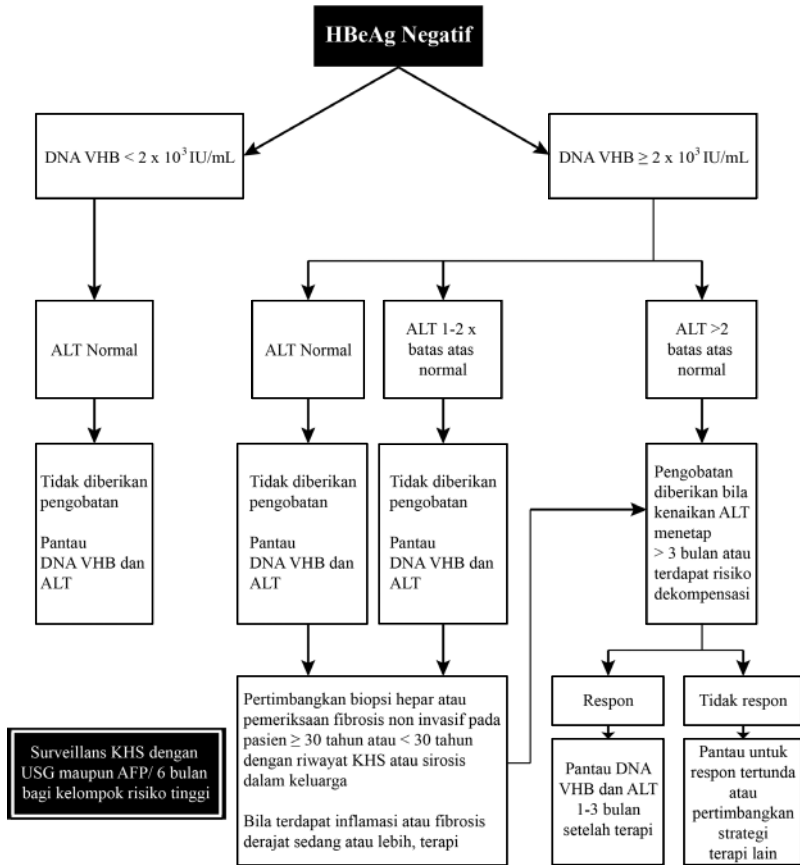 HBeAg Negatif
DNA VHB < 2 x 10³ IU/mL
DNA VHB ≥ 2 x 10³ IU/mL
ALT Normal
ALT Normal
ALT 1-2 x
batas atas
normal
ALT >2
batas atas
normal
Tidak diberikan
pengobatan
Pantau
DNA VHB dan
ALT
Tidak diberikan
pengobatan
Pantau
DNA VHB dan
ALT
Tidak diberikan
pengobatan
Pantau
DNA VHB dan
ALT
Pengobatan
diberikan bila
kenaikan ALT
menetap
> 3 bulan atau
terdapat risiko
dekompensasi
Pertimbangkan biopsi hepar atau
pemeriksaan fibrosis non invasif pada
pasien ≥ 30 tahun atau < 30 tahun
dengan riwayat KHS atau sirosis
dalam keluarga
Bila terdapat inflamasi atau fibrosis
derajat sedang atau lebih, terapi
Respon
Tidak respon
Pantau DNA
VHB dan ALT
1-3 bulan
setelah terapi
Pantau untuk
respon tertunda
atau
pertimbangkan
strategi
terapi lain
Surveillans KHS dengan
USG maupun AFP/ 6 bulan
bagi kelompok risiko tinggi